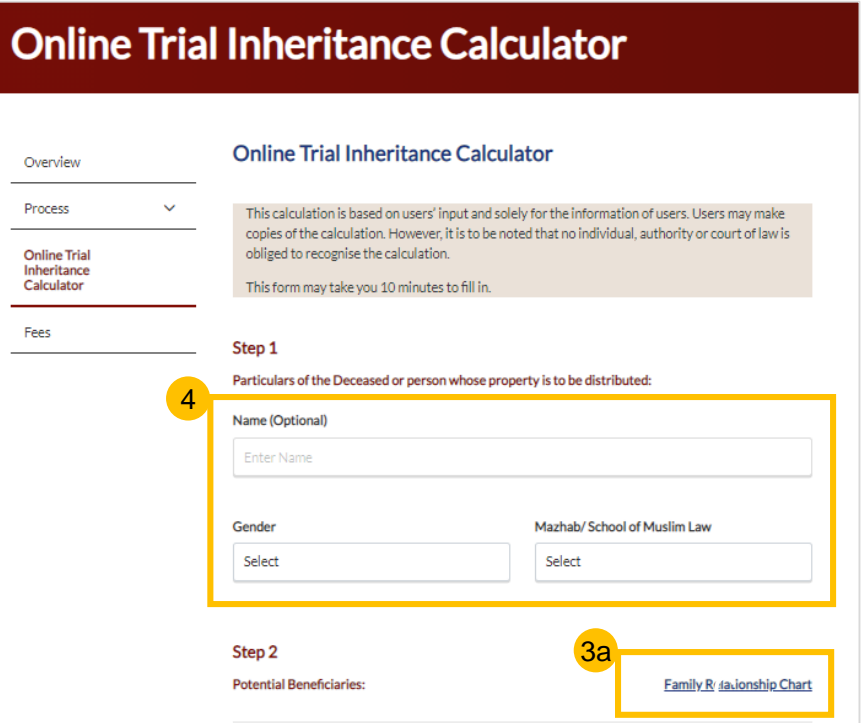 Online Trial Inheritance Calculator
Overview
Process
Online Trial
Inheritance
Calculator
Fees
Online Trial Inheritance Calculator
This calculation is based on users' input and solely for the information of users. Users may make
copies of the calculation. However, it is to be noted that no individual, authority or court of law is
obliged to recognise the calculation.
This form may take you 10 minutes to fill in.
Step 1
Particulars of the Deceased or person whose property is to be distributed:
4
Name (Optional)
Enter Name
Gender
Mazhab/ School of Muslim Law
Select
Select
Step 2
3a
Potential Beneficiaries:
Family Relationship Chart